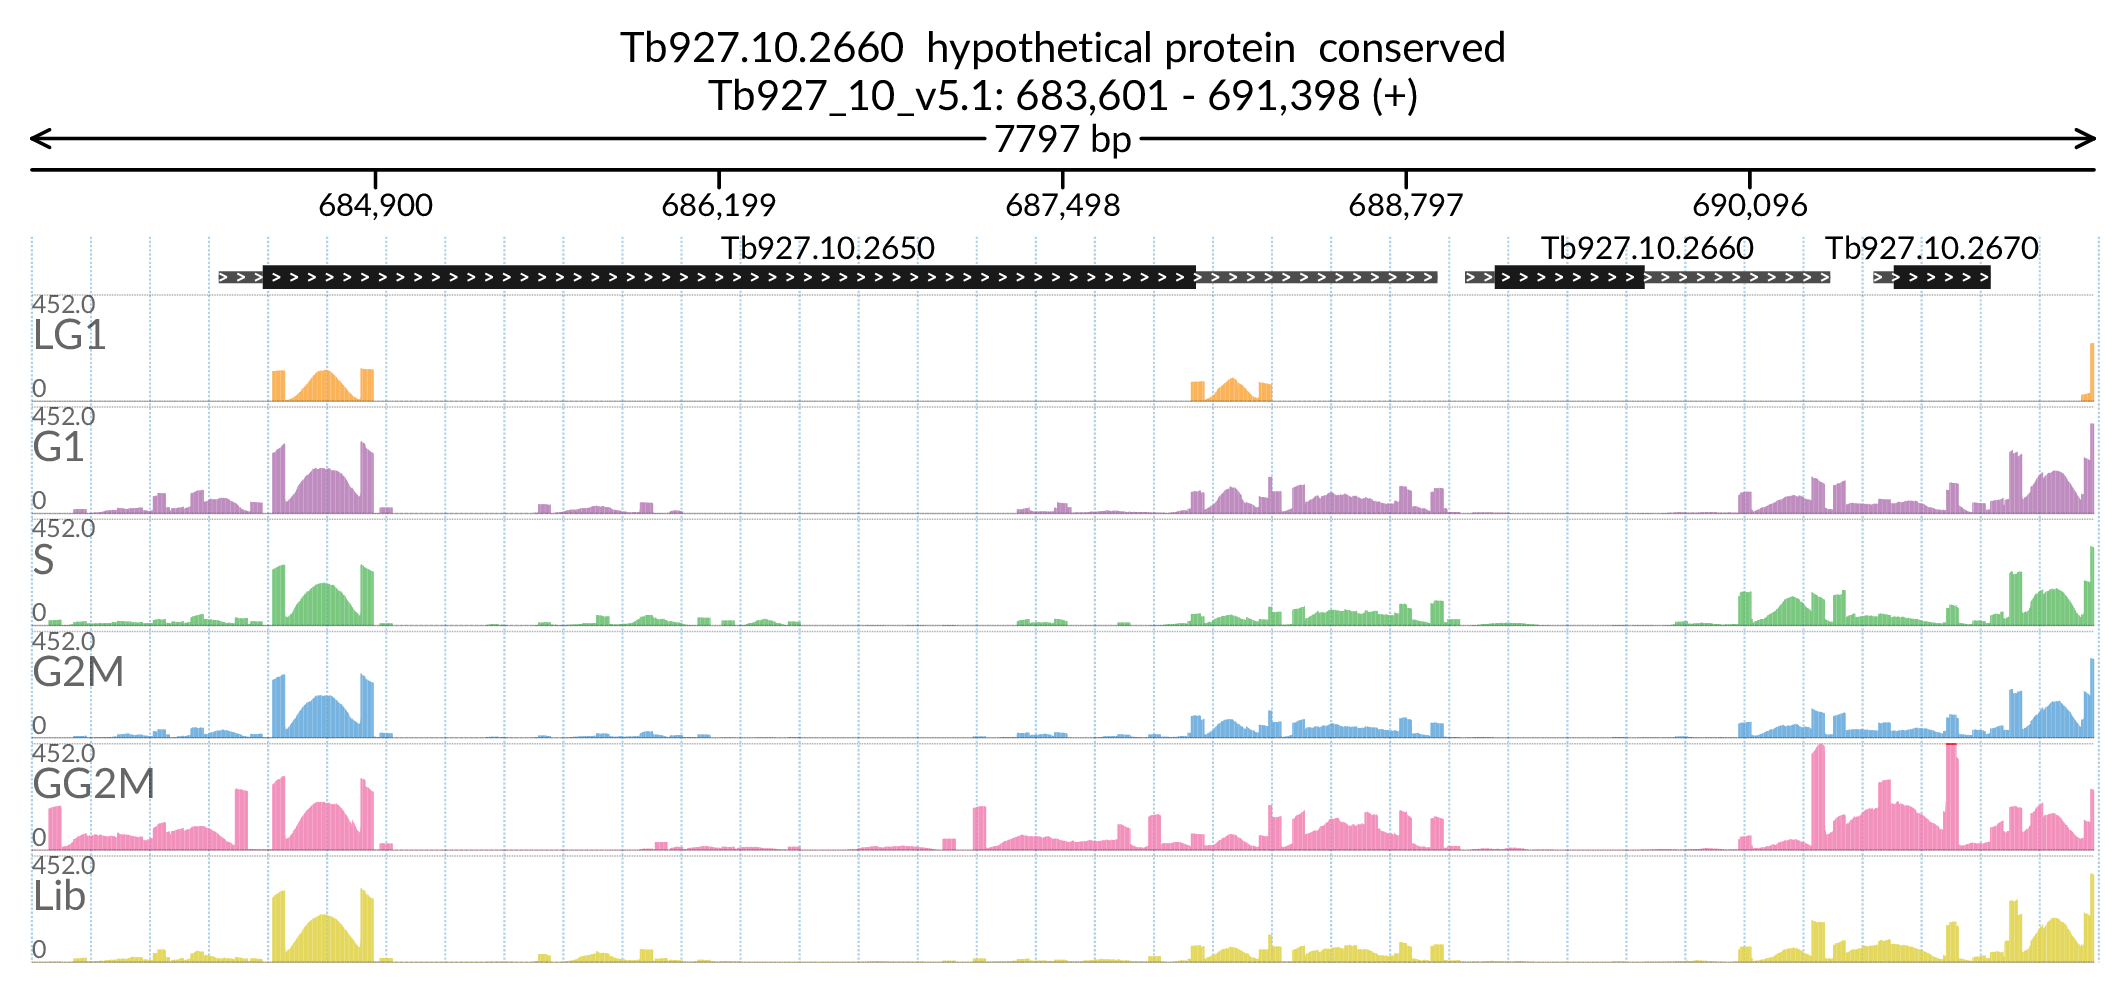 Tb927.10.2660 hypothetical protein conserved
Tb927_10_v5.1: 683,601 - 691,398 (+)
7797 bp
684,900 686,199 687,498 688,797 690,096
Tb927.10.2650 Tb927.10.2660 Tb927.10.2670
452.0
LG1
0
452.0
G1
0
452.0
S
0
452.0
G2M
0
452.0
GG2M
0
452.0
Lib
0